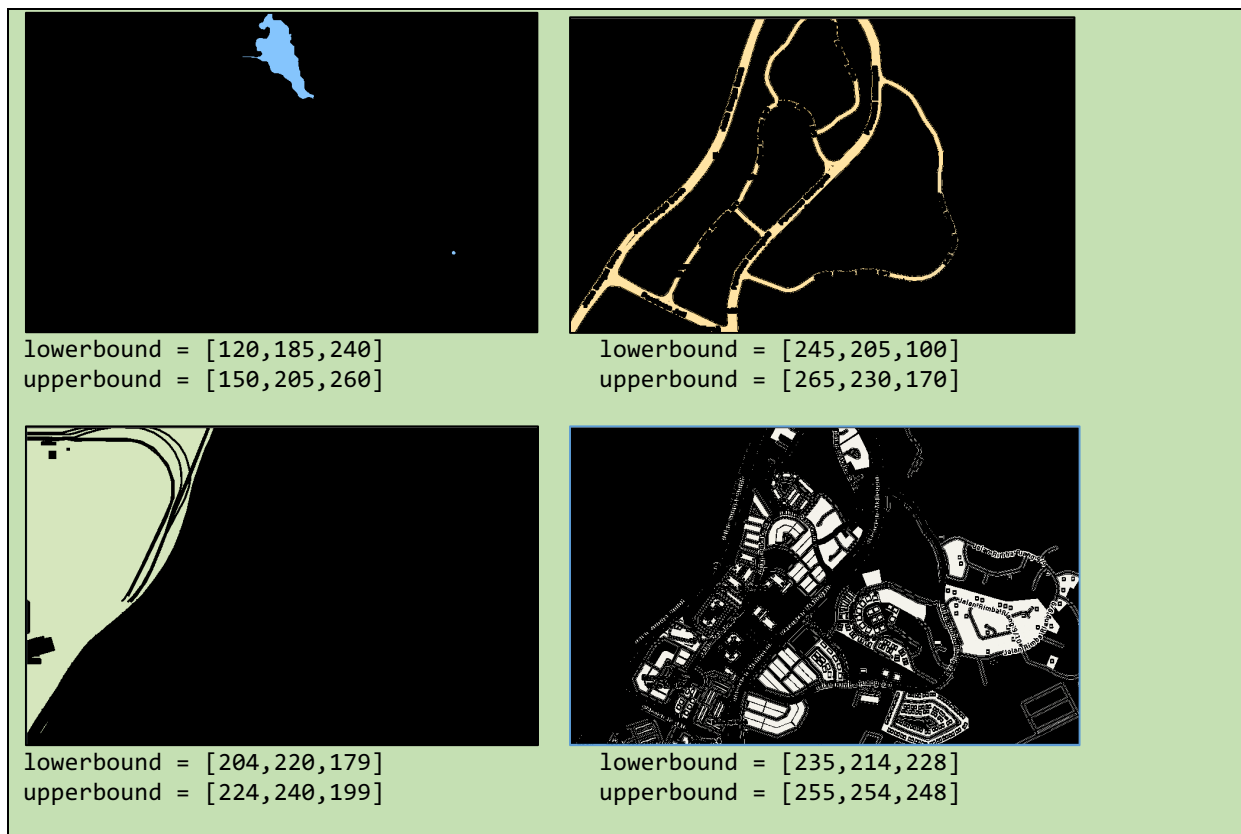 lowerbound = [120,185,240]
upperbound = [150,205,260]
lowerbound = [245,205,100]
upperbound = [265,230,170]
lowerbound = [204,220,179]
upperbound = [224,240,199]
lowerbound = [235,214,228]
upperbound = [255,254,248]